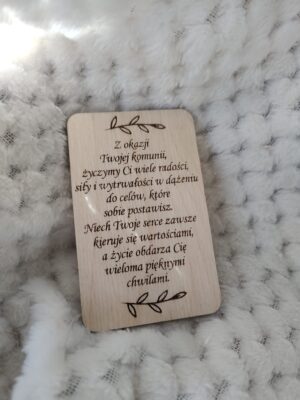 Z okazji
Twojej komunii,
życzymy Ci wiele radości,
siły i wytrwałości w dążeniu
do celów, które
sobie postawisz.
Niech Twoje serce zawsze
kieruje się wartościami,
a życie obdarza Cię
wieloma pięknymi
chwilami.